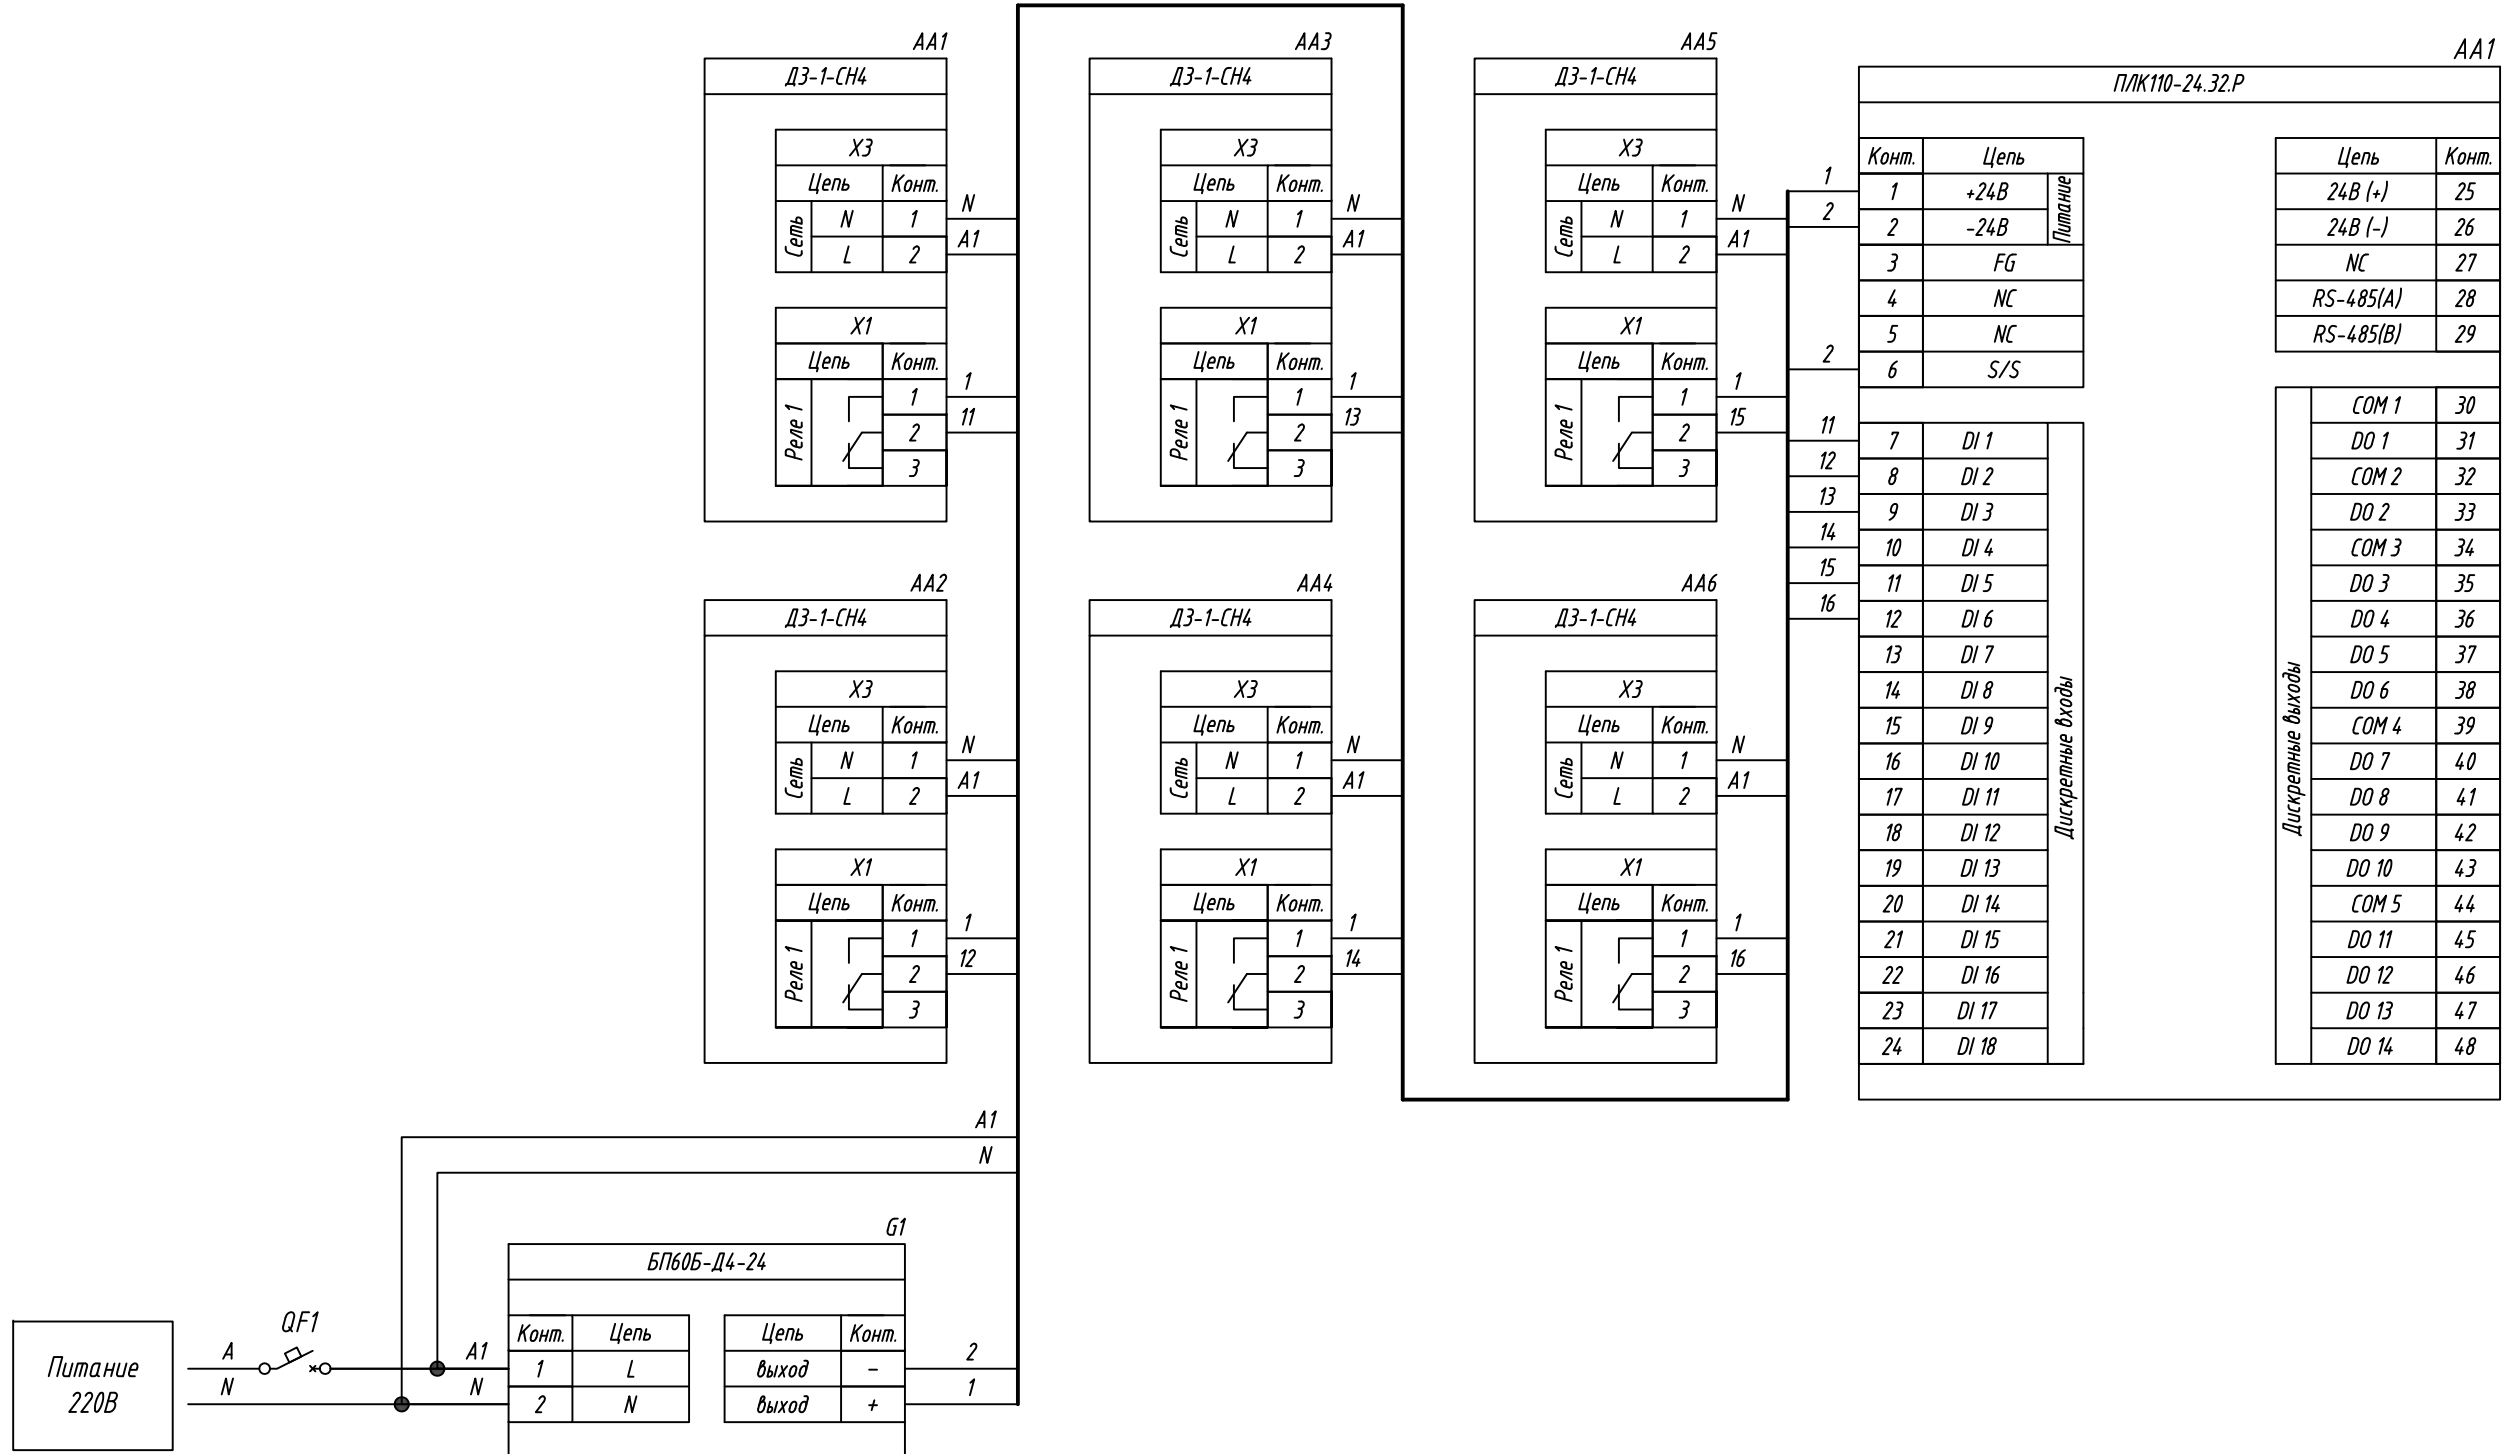 АА1
ДЗ-1-СН4
Х3
Цепь Конт.
Сеть
N 1
L 2
N
А1
Х1
Цепь Конт.
Реле 1
1
2
3
1
11
АА3
ДЗ-1-СН4
Х3
Цепь Конт.
Сеть
N 1
L 2
N
А1
Х1
Цепь Конт.
Реле 1
1
2
3
1
13
АА5
ДЗ-1-СН4
Х3
Цепь Конт.
Сеть
N 1
L 2
N
А1
Х1
Цепь Конт.
Реле 1
1
2
3
1
15
АА2
ДЗ-1-СН4
Х3
Цепь Конт.
Сеть
N 1
L 2
N
А1
Х1
Цепь Конт.
Реле 1
1
2
3
1
12
АА4
ДЗ-1-СН4
Х3
Цепь Конт.
Сеть
N 1
L 2
N
А1
Х1
Цепь Конт.
Реле 1
1
2
3
1
14
АА6
ДЗ-1-СН4
Х3
Цепь Конт.
Сеть
N 1
L 2
N
А1
Х1
Цепь Конт.
Реле 1
1
2
3
1
16
АА1
ПЛК110-24.32.Р
Конт. Цепь
1 1 +24В
2 2 -24В
Питание
3 FG
4 NC
5 NC
2 6 S/S
11 7 DI 1
12 8 DI 2
13 9 DI 3
14 10 DI 4
15 11 DI 5
16 12 DI 6
13 DI 7
14 DI 8
15 DI 9
16 DI 10
17 DI 11
18 DI 12
19 DI 13
20 DI 14
21 DI 15
22 DI 16
23 DI 17
24 DI 18
Дискретные входы
Цепь Конт.
24В (+) 25
24В (-) 26
NC 27
RS-485(A) 28
RS-485(B) 29
COM 1 30
DO 1 31
COM 2 32
DO 2 33
COM 3 34
DO 3 35
DO 4 36
DO 5 37
DO 6 38
COM 4 39
DO 7 40
DO 8 41
DO 9 42
DO 10 43
COM 5 44
DO 11 45
DO 12 46
DO 13 47
DO 14 48
Дискретные выходы
А1
N
G1
БП60Б-Д4-24
Конт. Цепь
1 L
2 N
Цепь Конт.
выход -
выход +
2
1
Питание
220В
А
N
QF1
А1
N